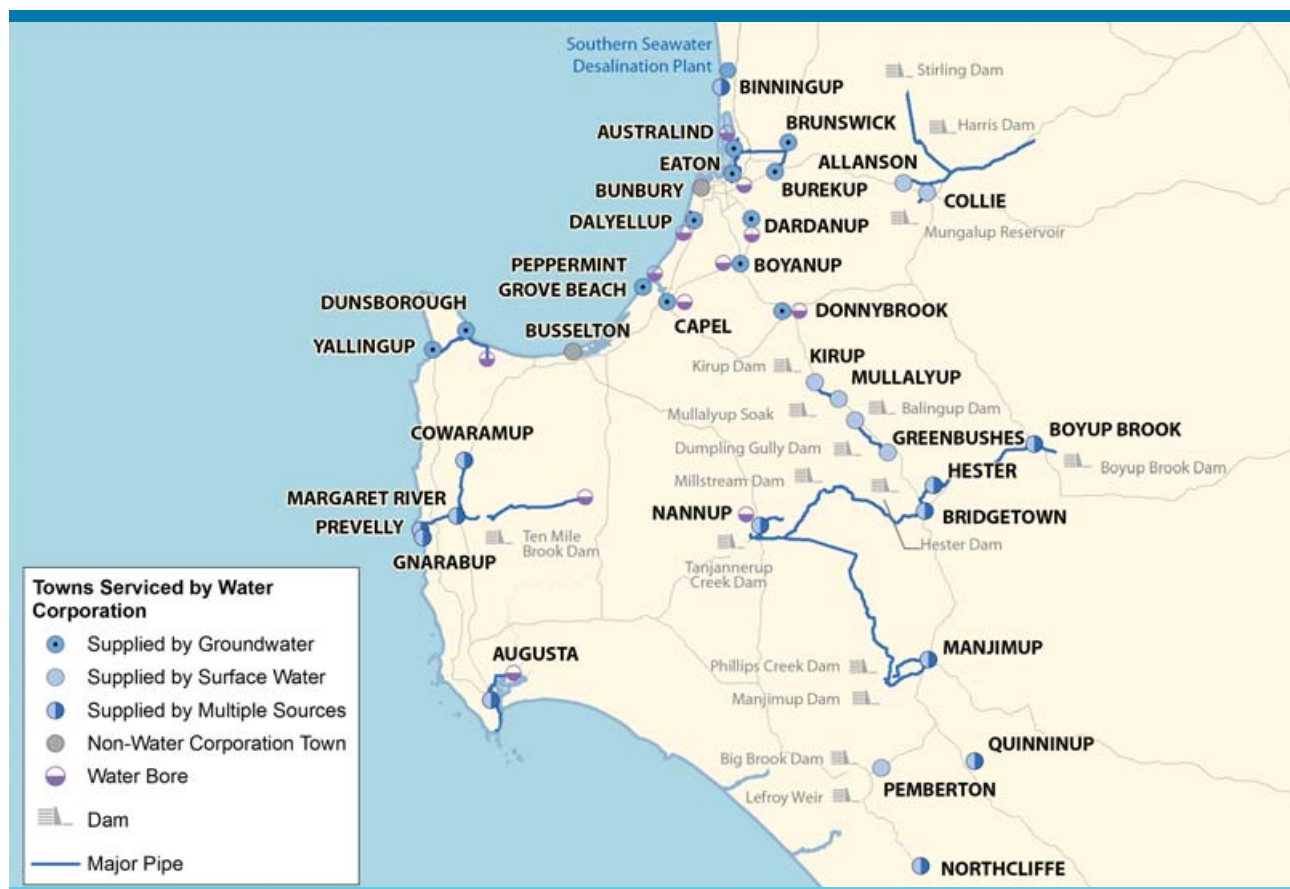 Southern Seawater
Desalination Plant
BINNINGUP
Stirling Dam
AUSTRALIND
BRUNSWICK
Harris Dam
EATON
ALLANSON
BUNBURY
BUREKUP
COLLIE
DALYELLUP
DARDANUP
Mungalup Reservoir
PEPPERMINT
GROVE BEACH
BOYANUP
DUNSBOROUGH
BUSSELTON
CAPEL
DONNYBROOK
YALLINGUP
KIRUP
Kirup Dam
MULLALYUP
Mullalyup Soak
Balingup Dam
COWARAMUP
Dumpling Gully Dam
GREENBUSHES
BOYUP BROOK
Millstream Dam
HESTER
Boyup Brook Dam
MARGARET RIVER
PREVELLY
NANNUP
BRIDGETOWN
Ten Mile
Brook Dam
Hester Dam
GNARABUP
Tanjannerup
Creek Dam
AUGUSTA
MANJIMUP
Phillips Creek Dam
Manjimup Dam
QUINNINUP
Big Brook Dam
PEMBERTON
Lefroy Weir
NORTHCLIFFE
Towns Serviced by Water
Corporation
Supplied by Groundwater
Supplied by Surface Water
Supplied by Multiple Sources
Non-Water Corporation Town
Water Bore
Dam
Major Pipe